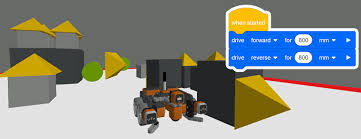 when started
drive forward for 600 mm
drive reverse for 600 mm